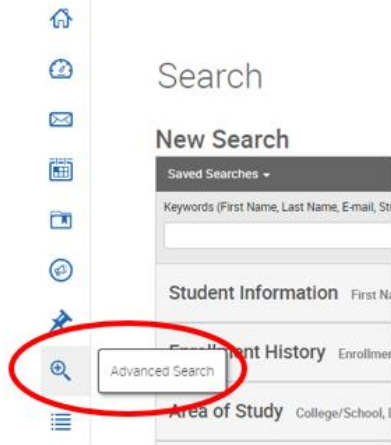 Search
New Search
Saved Searches
Keywords (First Name, Last Name, E-mail,
Student Information First
Enrollment History
Advanced Search
Area of Study College/School,